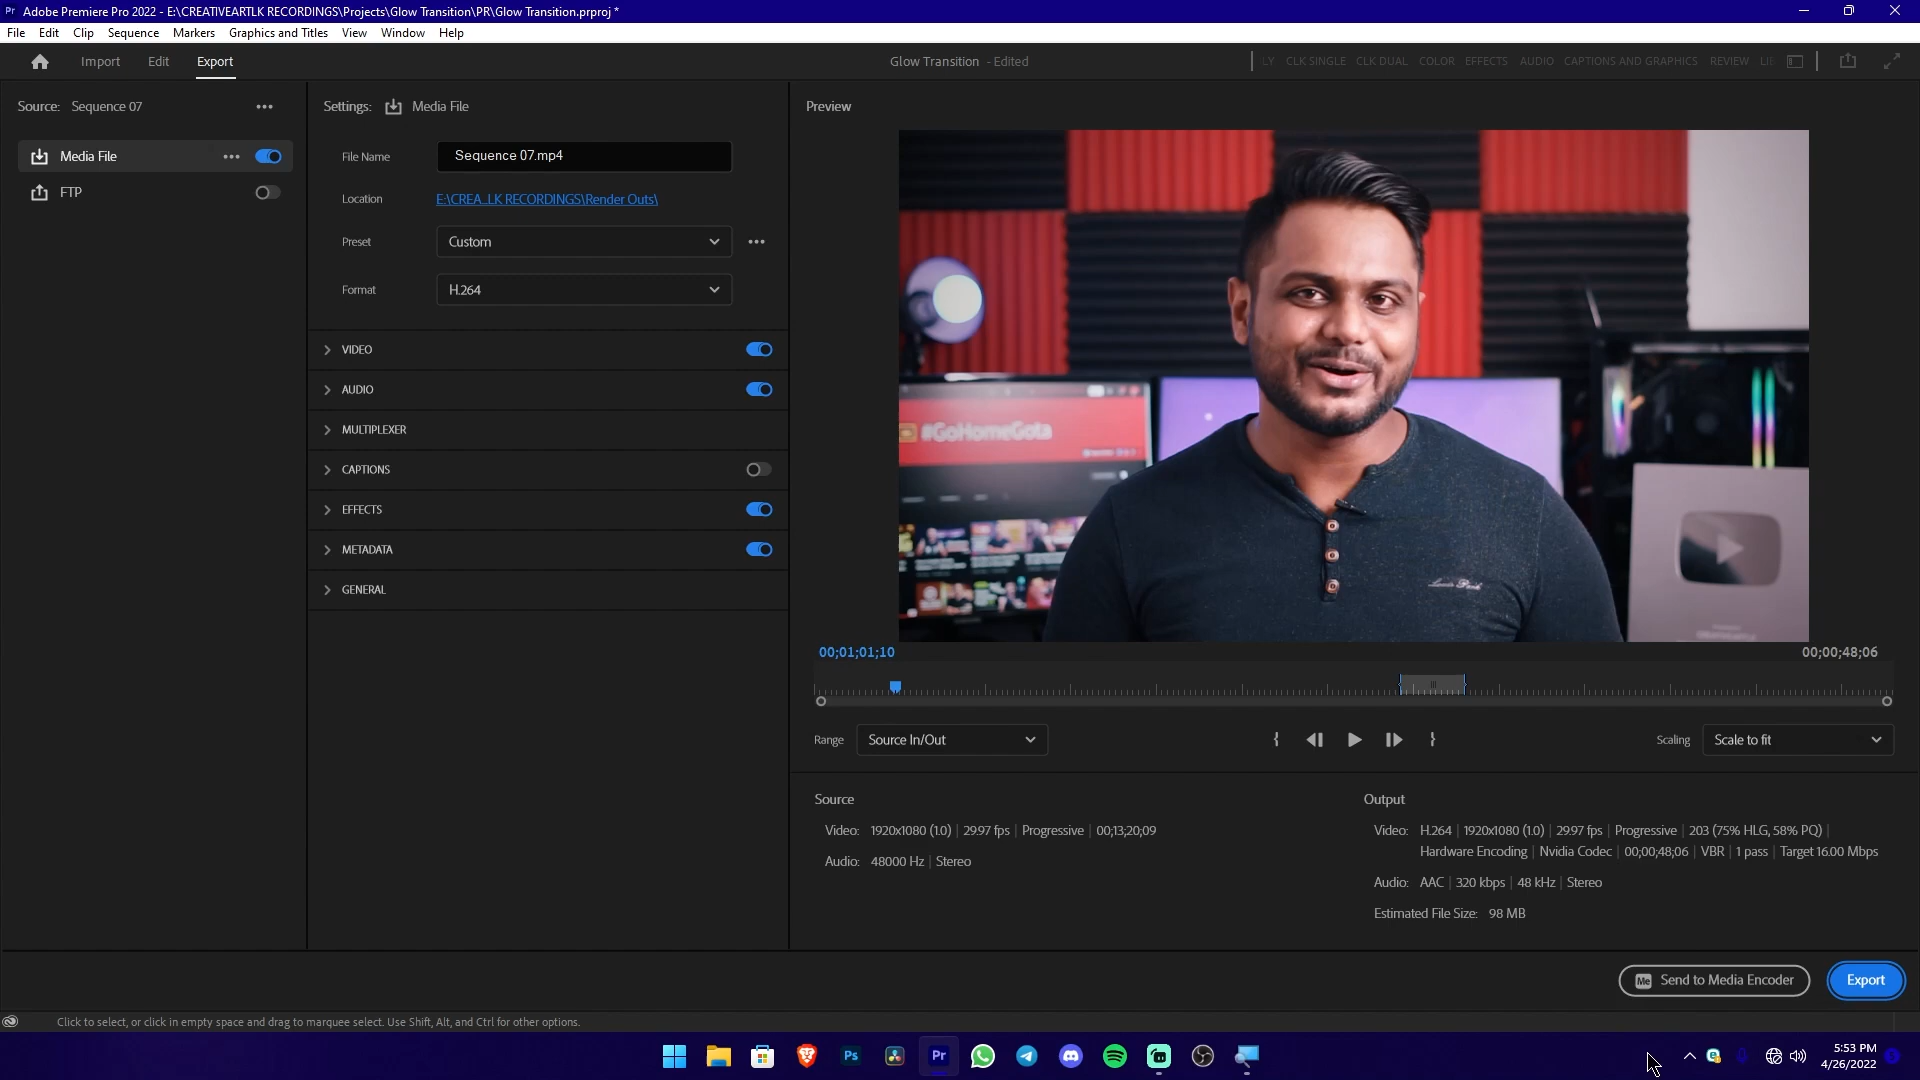 Pr Adobe Premiere Pro 2022 - E:\CREATIVEARTLK RECORDINGS\Projects\Glow Transition\PR\Glow Transition.prproj *
File Edit Clip Sequence Markers Graphics and Titles View Window Help
Import Edit Export
Glow Transition - Edited
LY CLK SINGLE CLK DUAL COLOR EFFECTS AUDIO CAPTIONS AND GRAPHICS REVIEW LIB
Source: Sequence 07
Media File
FTP
Settings: Media File
File Name Sequence 07.mp4
Location E:\CREA...LK RECORDINGS\Render Outs\
Preset Custom
Format H.264
VIDEO
AUDIO
MULTIPLEXER
CAPTIONS
EFFECTS
METADATA
GENERAL
Preview
#GoHomeGota
00;01;01;10
00;00;48;06
Range Source In/Out
Scaling Scale to fit
Source
Video: 1920x1080 (1.0) | 29.97 fps | Progressive | 00;13;20;09
Audio: 48000 Hz | Stereo
Output
Video: H.264 | 1920x1080 (1.0) | 29.97 fps | Progressive | 203 (75% HLG, 58% PQ) |
Hardware Encoding | Nvidia Codec | 00;00;48;06 | VBR | 1 pass | Target 16.00 Mbps
Audio: AAC | 320 kbps | 48 kHz | Stereo
Estimated File Size: 98 MB
Me Send to Media Encoder
Export
Click to select, or click in empty space and drag to marquee select. Use Shift, Alt, and Ctrl for other options.
Ps
Pr
5:53 PM
4/26/2022